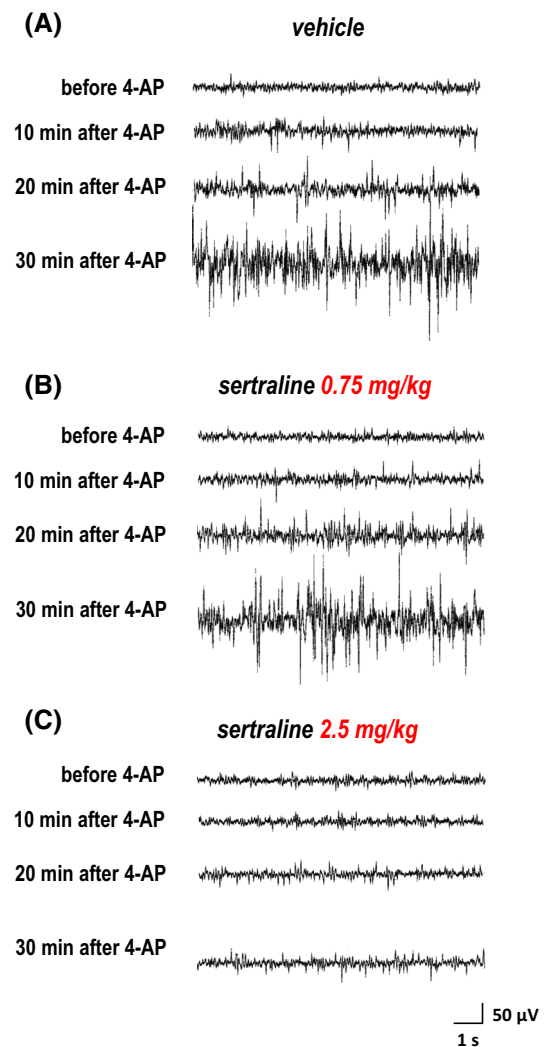 (A)
vehicle
before 4-AP
10 min after 4-AP
20 min after 4-AP
30 min after 4-AP
(B)
sertraline 0.75 mg/kg
before 4-AP
10 min after 4-AP
20 min after 4-AP
30 min after 4-AP
(C)
sertraline 2.5 mg/kg
before 4-AP
10 min after 4-AP
20 min after 4-AP
30 min after 4-AP
50 µV
1 s